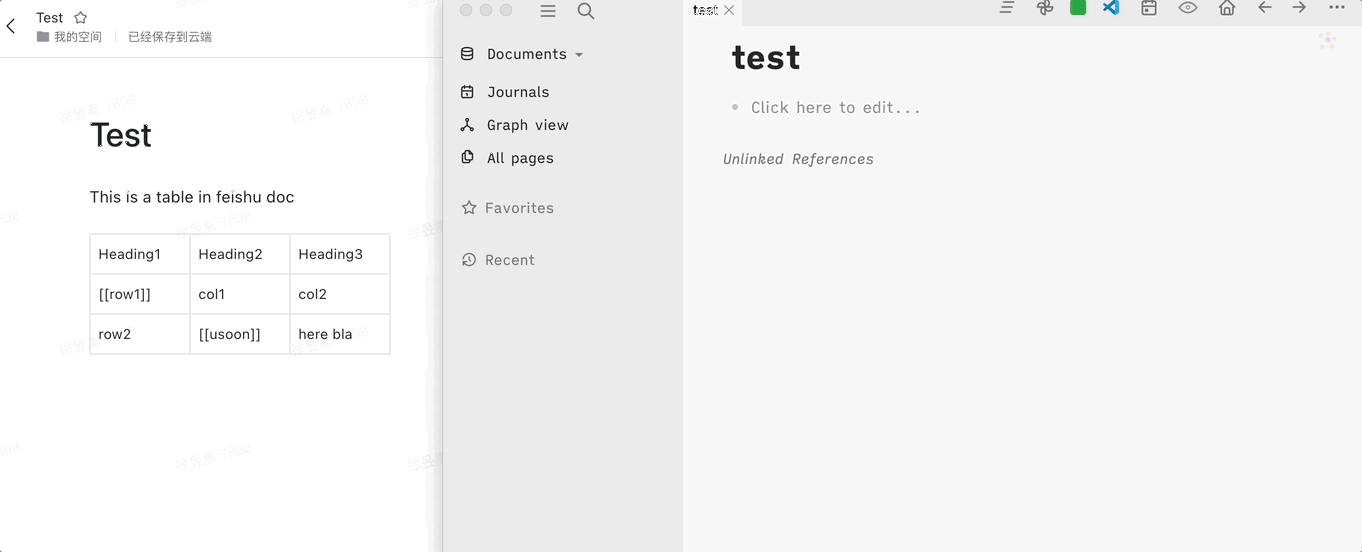 Test
我的空间 已经保存到云端
Test
This is a table in feishu doc
Heading1 Heading2 Heading3
[[row1]] col1 col2
row2 [[usoon]] here bla
Documents
Journals
Graph view
All pages
Favorites
Recent
test
test
Click here to edit...
Unlinked References